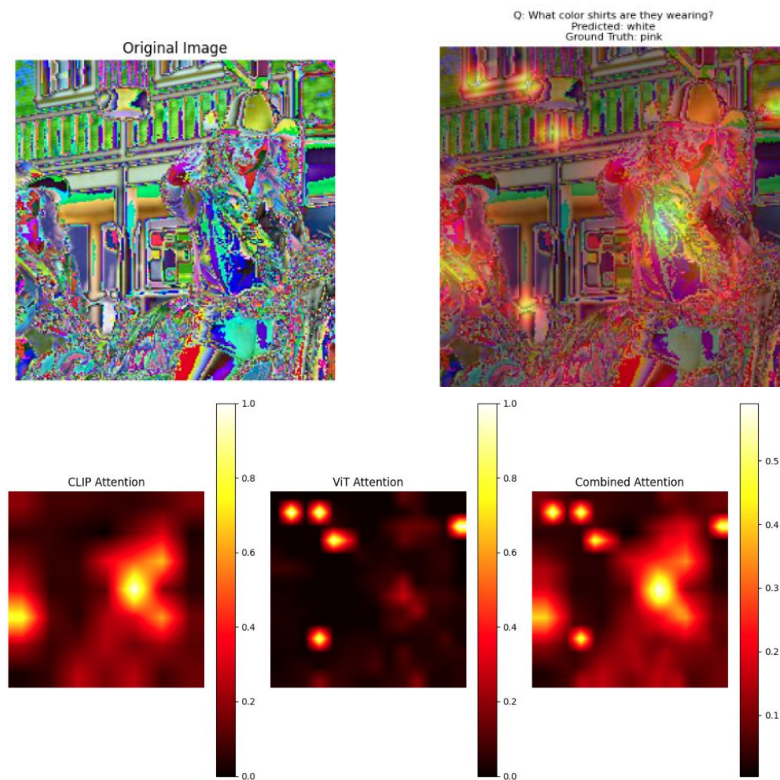 Original Image
Q: What color shirts are they wearing?
Predicted: white
Ground Truth: pink
CLIP Attention
1.0
0.8
0.6
0.4
0.2
0.0
ViT Attention
1.0
0.8
0.6
0.4
0.2
0.0
Combined Attention
0.5
0.4
0.3
0.2
0.1